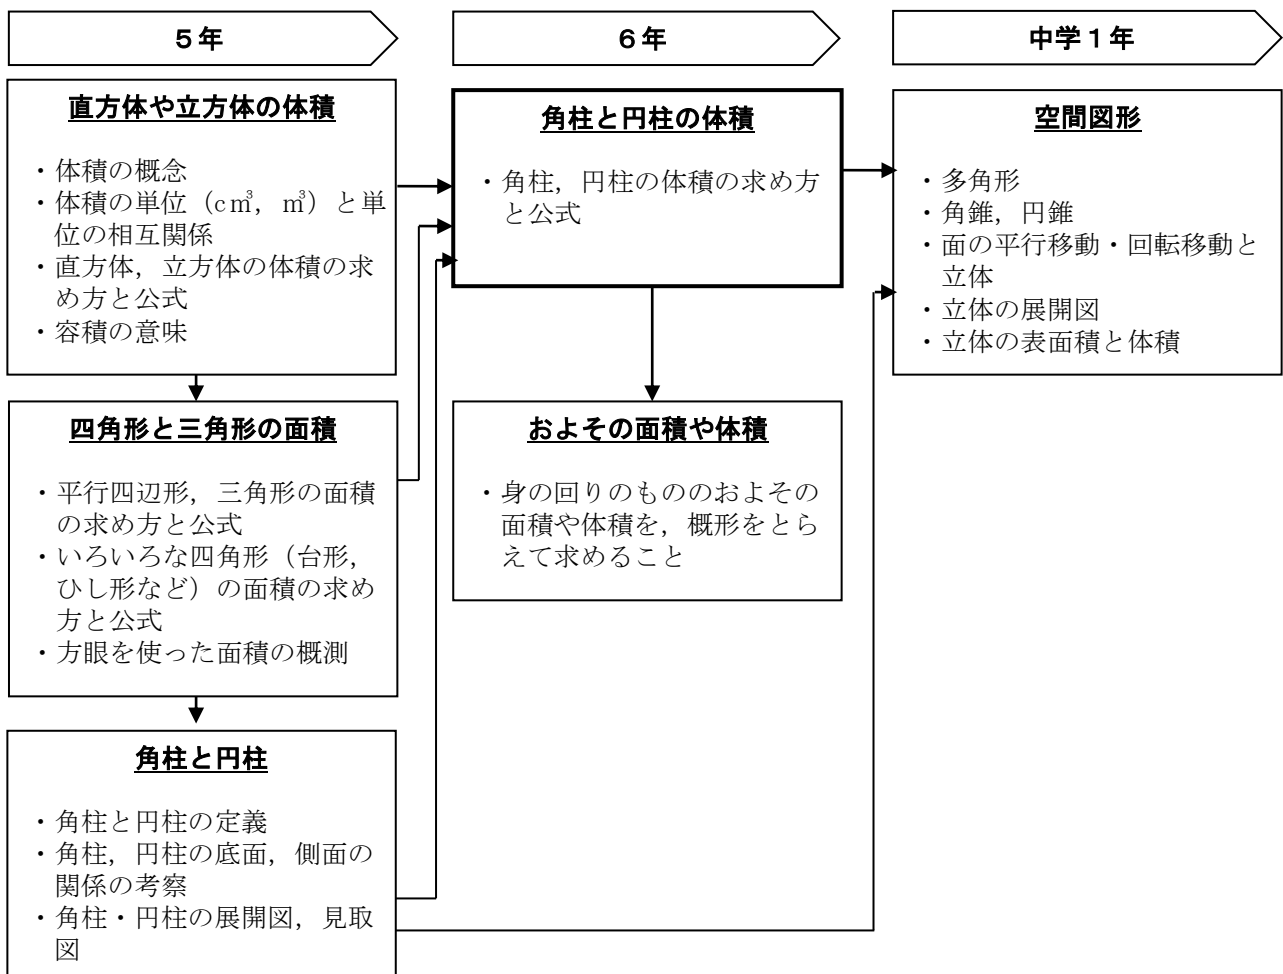 ５年
６年
中学１年
直方体や立方体の体積
・体積の概念
・体積の単位（c㎥，㎥）と単
位の相互関係
・直方体，立方体の体積の求
め方と公式
・容積の意味
四角形と三角形の面積
・平行四辺形，三角形の面積
の求め方と公式
・いろいろな四角形（台形，
ひし形など）の面積の求め
方と公式
・方眼を使った面積の概測
角柱と円柱
・角柱と円柱の定義
・角柱，円柱の底面，側面の
関係の考察
・角柱・円柱の展開図，見取
図
角柱と円柱の体積
・角柱，円柱の体積の求め方
と公式
およその面積や体積
・身の回りのもののおよその
面積や体積を，概形をとら
えて求めること
空間図形
・多角形
・角錐，円錐
・面の平行移動・回転移動と
立体
・立体の展開図
・立体の表面積と体積